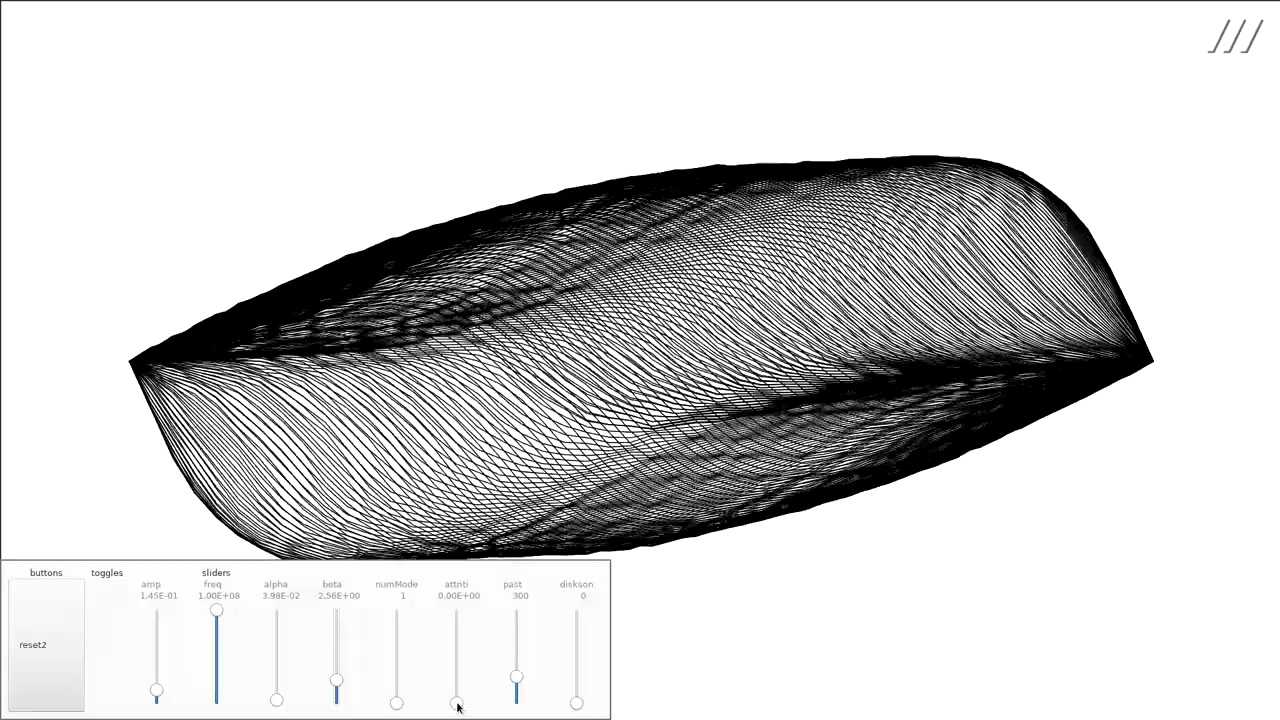 buttons toggles sliders
amp freq alpha beta numMode attriti past diskson
1.45E-01 1.00E+08 3.98E-02 2.56E+00 1 0.00E+00 300 0
reset2